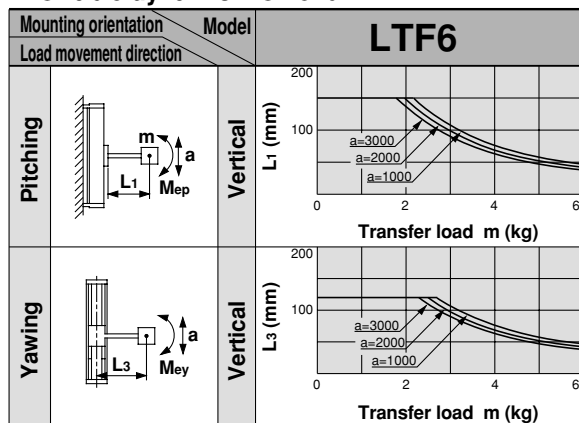 Mounting orientation
Model
Load movement direction
LTF6
Pitching
m
a
L1
Mep
Vertical
L1 (mm)
200
100
a=3000
a=2000
a=1000
0
2
4
6
Transfer load m (kg)
Yawing
a
L3
Mey
Vertical
L3 (mm)
200
100
a=3000
a=2000
a=1000
0
2
4
6
Transfer load m (kg)